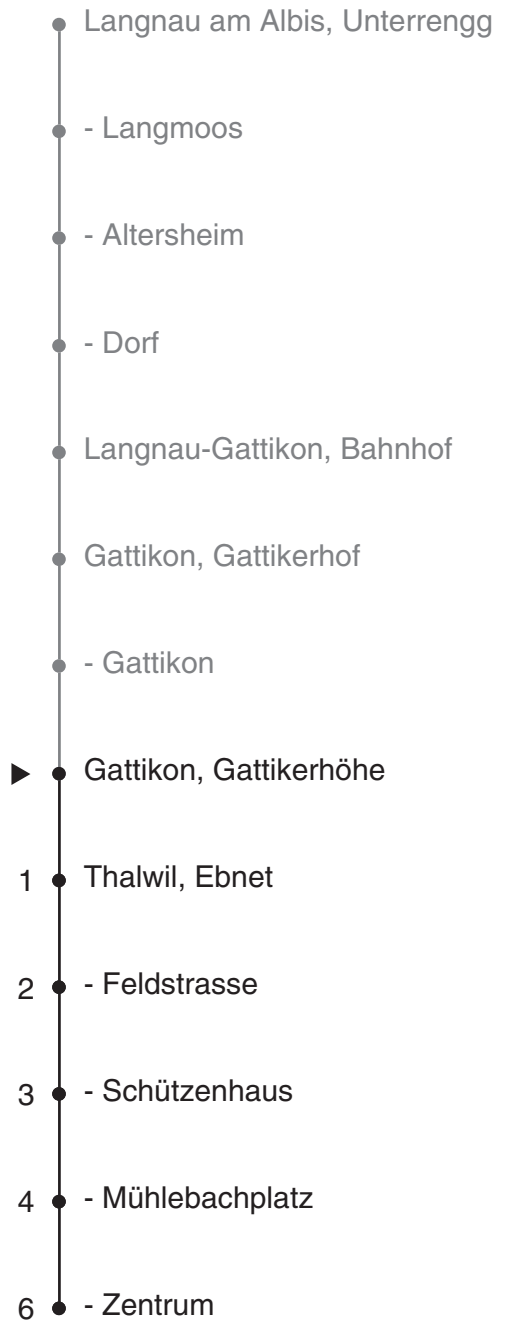 Langnau am Albis, Unterrengg
- Langmoos
- Altersheim
- Dorf
Langnau-Gattikon, Bahnhof
Gattikon, Gattikerhof
- Gattikon
Gattikon, Gattikerhöhe
1 Thalwil, Ebnet
2 - Feldstrasse
3 - Schützenhaus
4 - Mühlebachplatz
6 - Zentrum